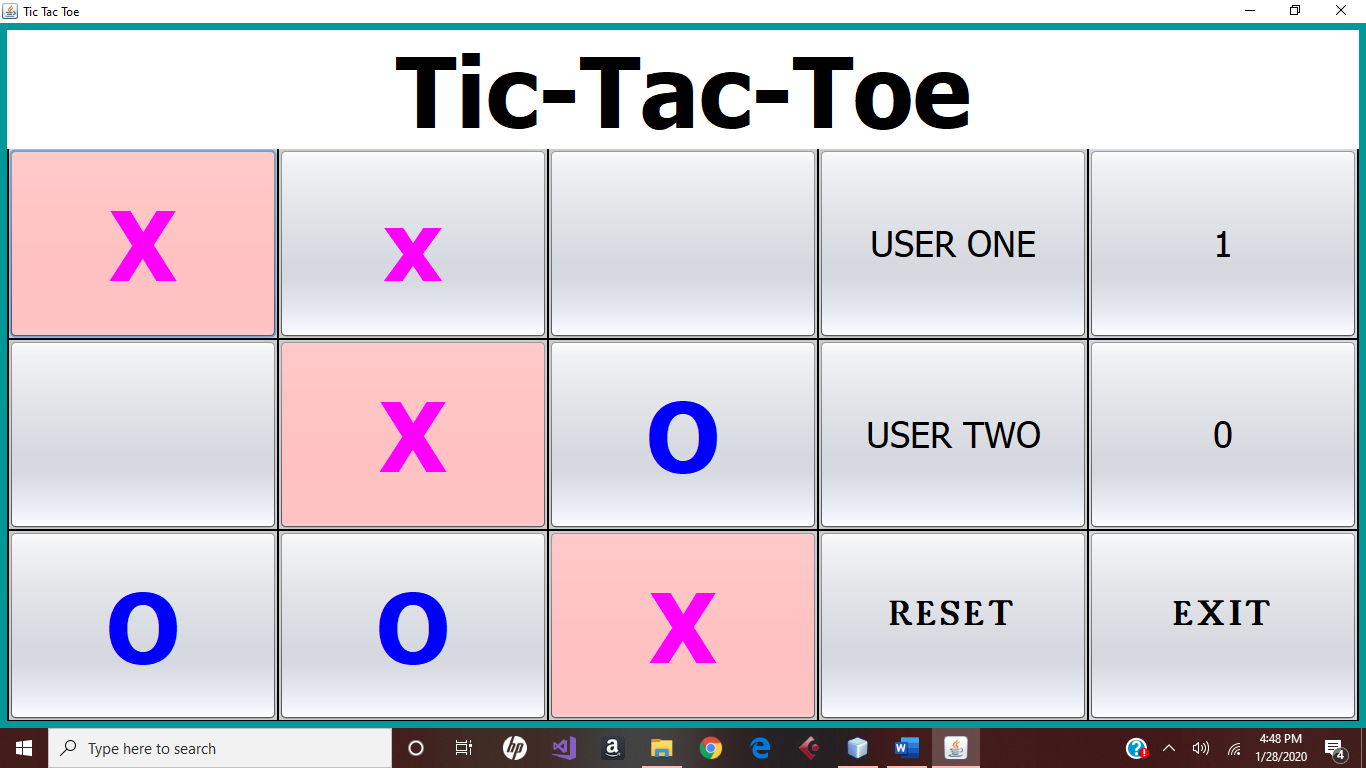 Tic Tac Toe
Tic-Tac-Toe
X x USER ONE 1
X O USER TWO 0
O O X RESET EXIT
Type here to search
hp
a
W
4:48 PM
1/28/2020
4